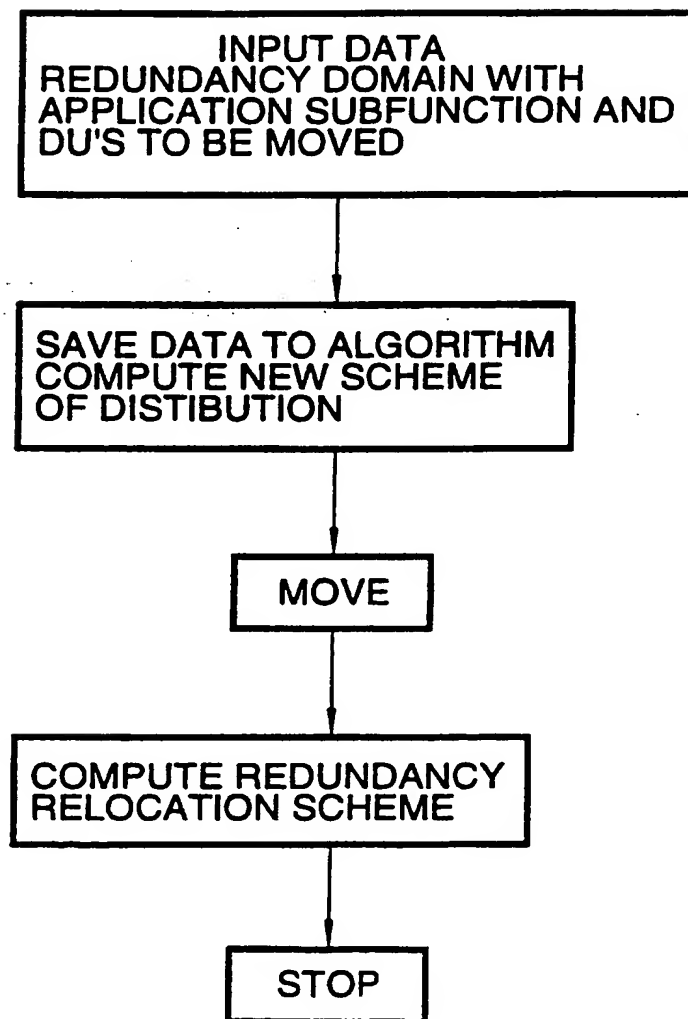 INPUT DATA
REDUNDANCY DOMAIN WITH
APPLICATION SUBFUNCTION AND
DU'S TO BE MOVED
SAVE DATA TO ALGORITHM
COMPUTE NEW SCHEME
OF DISTIBUTION
MOVE
COMPUTE REDUNDANCY
RELOCATION SCHEME
STOP